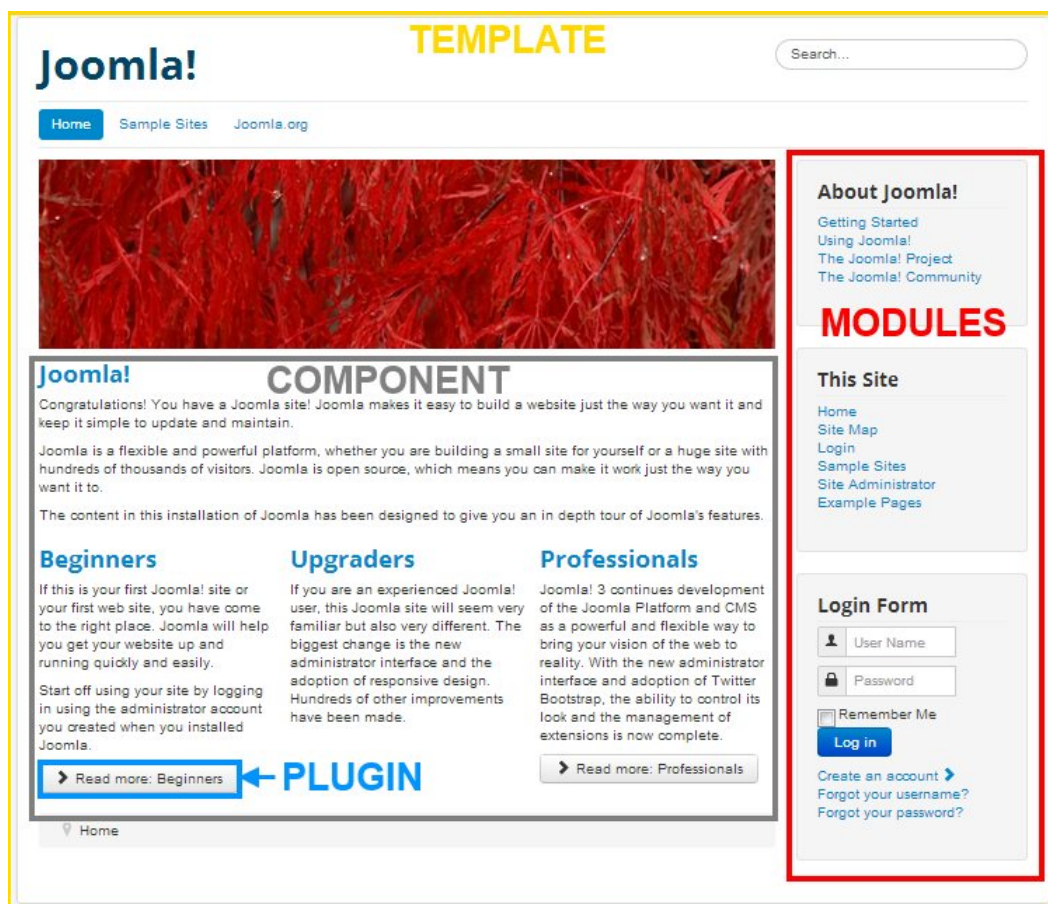 TEMPLATE
Joomla!
Search...
Home
Sample Sites
Joomla.org
About Joomla!
Getting Started
Using Joomla!
The Joomla! Project
The Joomla! Community
MODULES
This Site
Home
Site Map
Login
Sample Sites
Site Administrator
Example Pages
Login Form
User Name
Password
Remember Me
Log in
Create an account
Forgot your username?
Forgot your password?
Joomla!
COMPONENT
Congratulations! You have a Joomla site! Joomla makes it easy to build a website just the way you want it and
keep it simple to update and maintain.
Joomla is a flexible and powerful platform, whether you are building a small site for yourself or a huge site with
hundreds of thousands of visitors. Joomla is open source, which means you can make it work just the way you
want it to.
The content in this installation of Joomla has been designed to give you an in depth tour of Joomla's features.
Beginners
If this is your first Joomla! site or
your first web site, you have come
to the right place. Joomla will help
you get your website up and
running quickly and easily.
Start off using your site by logging
in using the administrator account
you created when you installed
Joomla.
Read more: Beginners
PLUGIN
Upgraders
If you are an experienced Joomla!
user, this Joomla site will seem very
familiar but also very different. The
biggest change is the new
administrator interface and the
adoption of responsive design.
Hundreds of other improvements
have been made.
Professionals
Joomla! 3 continues development
of the Joomla Platform and CMS
as a powerful and flexible way to
bring your vision of the web to
reality. With the new administrator
interface and adoption of Twitter
Bootstrap, the ability to control its
look and the management of
extensions is now complete.
Read more: Professionals
Home